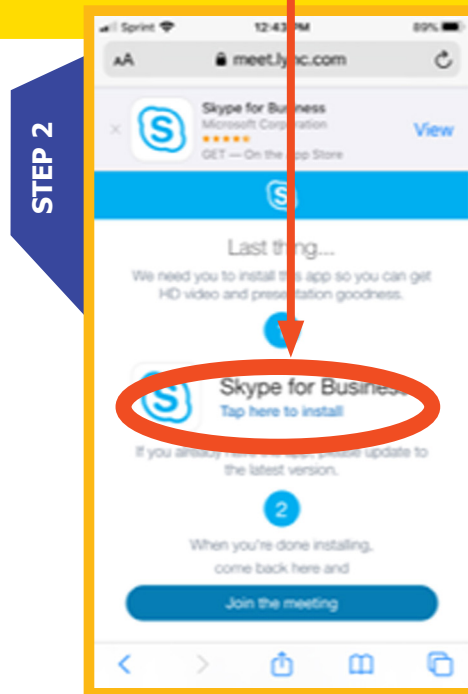 STEP 2
Sprint 12:43 PM 89%
AA meet.lync.com
Skype for Business
Microsoft Corporation
View
GET — On the App Store
Last thing...
We need you to install this app so you can get
HD video and presentation goodness.
1
Skype for Business
Tap here to install
If you already have the app, please update to
the latest version.
2
When you're done installing,
come back here and
Join the meeting